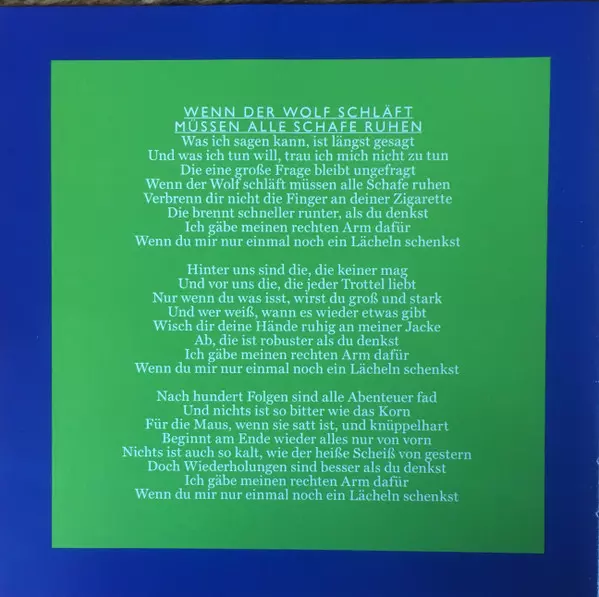 WENN DER WOLF SCHLÄFT
MÜSSEN ALLE SCHAFE RUHEN
Was ich sagen kann, ist längst gesagt
Und was ich tun will, trau ich mich nicht zu tun
Die eine große Frage bleibt ungefragt
Wenn der Wolf schläft müssen alle Schafe ruhen
Verbrenn dir nicht die Finger an deiner Zigarette
Die brennt schneller runter, als du denkst
Ich gäbe meinen rechten Arm dafür
Wenn du mir nur einmal noch ein Lächeln schenkst
Hinter uns sind die, die keiner mag
Und vor uns die, die jeder Trottel liebt
Nur wenn du was isst, wirst du groß und stark
Und wer weiß, wann es wieder etwas gibt
Wisch dir deine Hände ruhig an meiner Jacke
Ab, die ist robuster als du denkst
Ich gäbe meinen rechten Arm dafür
Wenn du mir nur einmal noch ein Lächeln schenkst
Nach hundert Folgen sind alle Abenteuer fad
Und nichts ist so bitter wie das Korn
Für die Maus, wenn sie satt ist, und knüppelhart
Beginnt am Ende wieder alles nur von vorn
Nichts ist auch so kalt, wie der heiße Scheiß von gestern
Doch Wiederholungen sind besser als du denkst
Ich gäbe meinen rechten Arm dafür
Wenn du mir nur einmal noch ein Lächeln schenkst